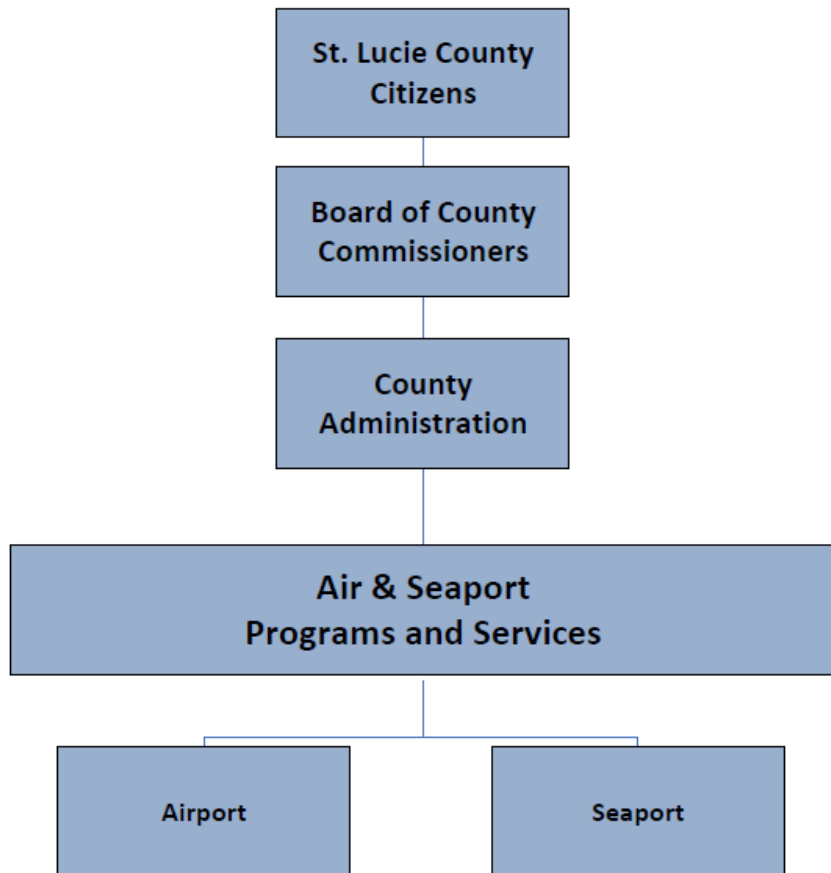 St. Lucie County
Citizens
Board of County
Commissioners
County
Administration
Air & Seaport
Programs and Services
Airport
Seaport